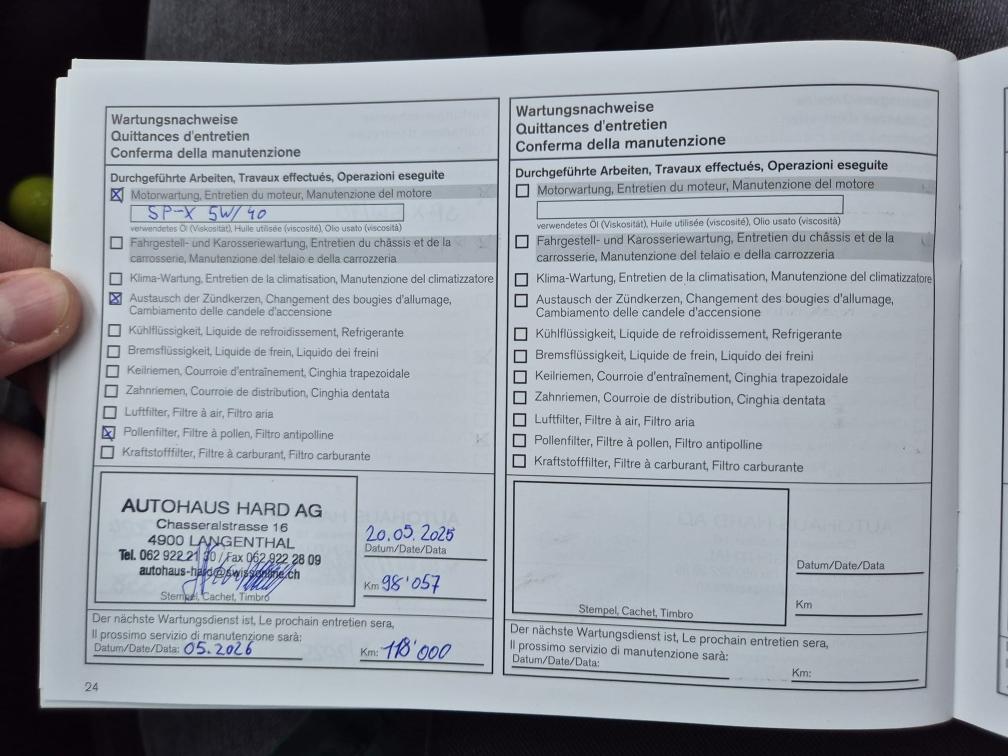 Wartungsnachweise
Quittances d'entretien
Conferma della manutenzione
Durchgeführte Arbeiten, Travaux effectués, Operazioni eseguite
Motorwartung, Entretien du moteur, Manutenzione del motore
SP-X 5W/40
verwendetes Öl (Viskosität), Huile utilisée (viscosité), Olio usato (viscosità)
Fahrgestell- und Karosseriewartung, Entretien du châssis et de la
carrosserie, Manutenzione del telaio e della carrozzeria
Klima-Wartung, Entretien de la climatisation, Manutenzione del climatizzatore
Austausch der Zündkerzen, Changement des bougies d'allumage,
Cambiamento delle candele d'accensione
Kühlflüssigkeit, Liquide de refroidissement, Refrigerante
Bremsflüssigkeit, Liquide de frein, Liquido dei freini
Keilriemen, Courroie d'entraînement, Cinghia trapezoidale
Zahnriemen, Courroie de distribution, Cinghia dentata
Luftfilter, Filtre à air, Filtro aria
Pollenfilter, Filtre à pollen, Filtro antipolline
Kraftstofffilter, Filtre à carburant, Filtro carburante
AUTOHAUS HARD AG
Chasseralstrasse 16
4900 LANGENTHAL
Tel. 062 922 21 30 / Fax 062 922 28 09
autohaus-hard@swissonline.ch
Stempel, Cachet, Timbro
20.05.2025
Datum/Date/Data
Km 98'057
Der nächste Wartungsdienst ist, Le prochain entretien sera,
Il prossimo servizio di manutenzione sarà:
Datum/Date/Data: 05.2026
Km: 118'000
24
Wartungsnachweise
Quittances d'entretien
Conferma della manutenzione
Durchgeführte Arbeiten, Travaux effectués, Operazioni eseguite
Motorwartung, Entretien du moteur, Manutenzione del motore
verwendetes Öl (Viskosität), Huile utilisée (viscosité), Olio usato (viscosità)
Fahrgestell- und Karosseriewartung, Entretien du châssis et de la
carrosserie, Manutenzione del telaio e della carrozzeria
Klima-Wartung, Entretien de la climatisation, Manutenzione del climatizzatore
Austausch der Zündkerzen, Changement des bougies d'allumage,
Cambiamento delle candele d'accensione
Kühlflüssigkeit, Liquide de refroidissement, Refrigerante
Bremsflüssigkeit, Liquide de frein, Liquido dei freini
Keilriemen, Courroie d'entraînement, Cinghia trapezoidale
Zahnriemen, Courroie de distribution, Cinghia dentata
Luftfilter, Filtre à air, Filtro aria
Pollenfilter, Filtre à pollen, Filtro antipolline
Kraftstofffilter, Filtre à carburant, Filtro carburante
Stempel, Cachet, Timbro
Datum/Date/Data
Km
Der nächste Wartungsdienst ist, Le prochain entretien sera,
Il prossimo servizio di manutenzione sarà:
Datum/Date/Data:
Km: